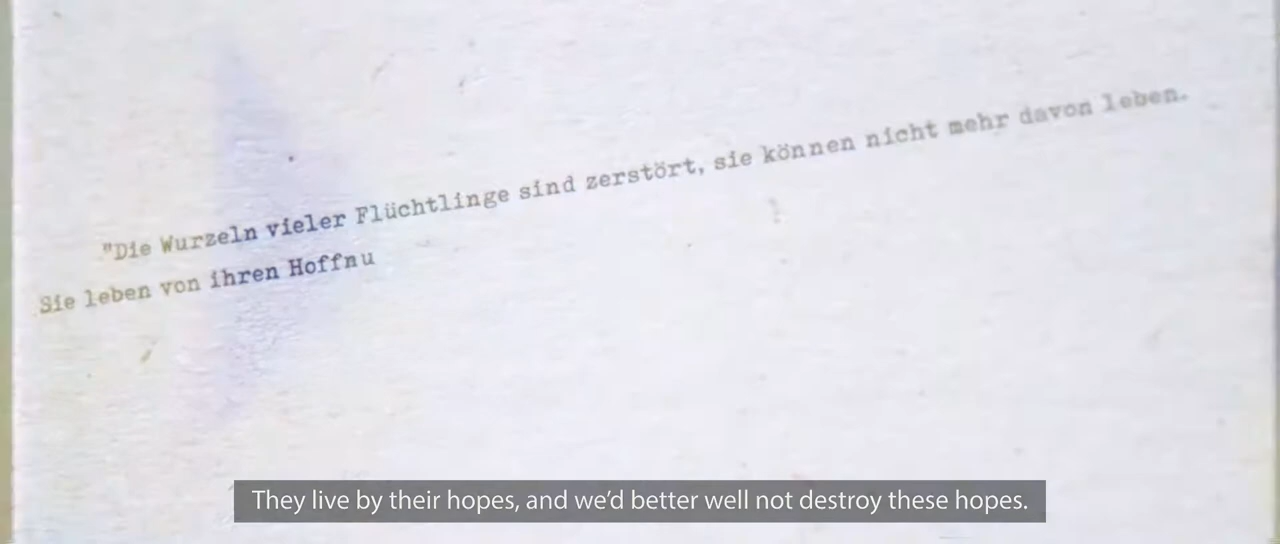 "Die Wurzeln vieler Flüchtlinge sind zerstört, sie können nicht mehr davon leben.
Sie leben von ihren Hoffnu
They live by their hopes, and we’d better well not destroy these hopes.